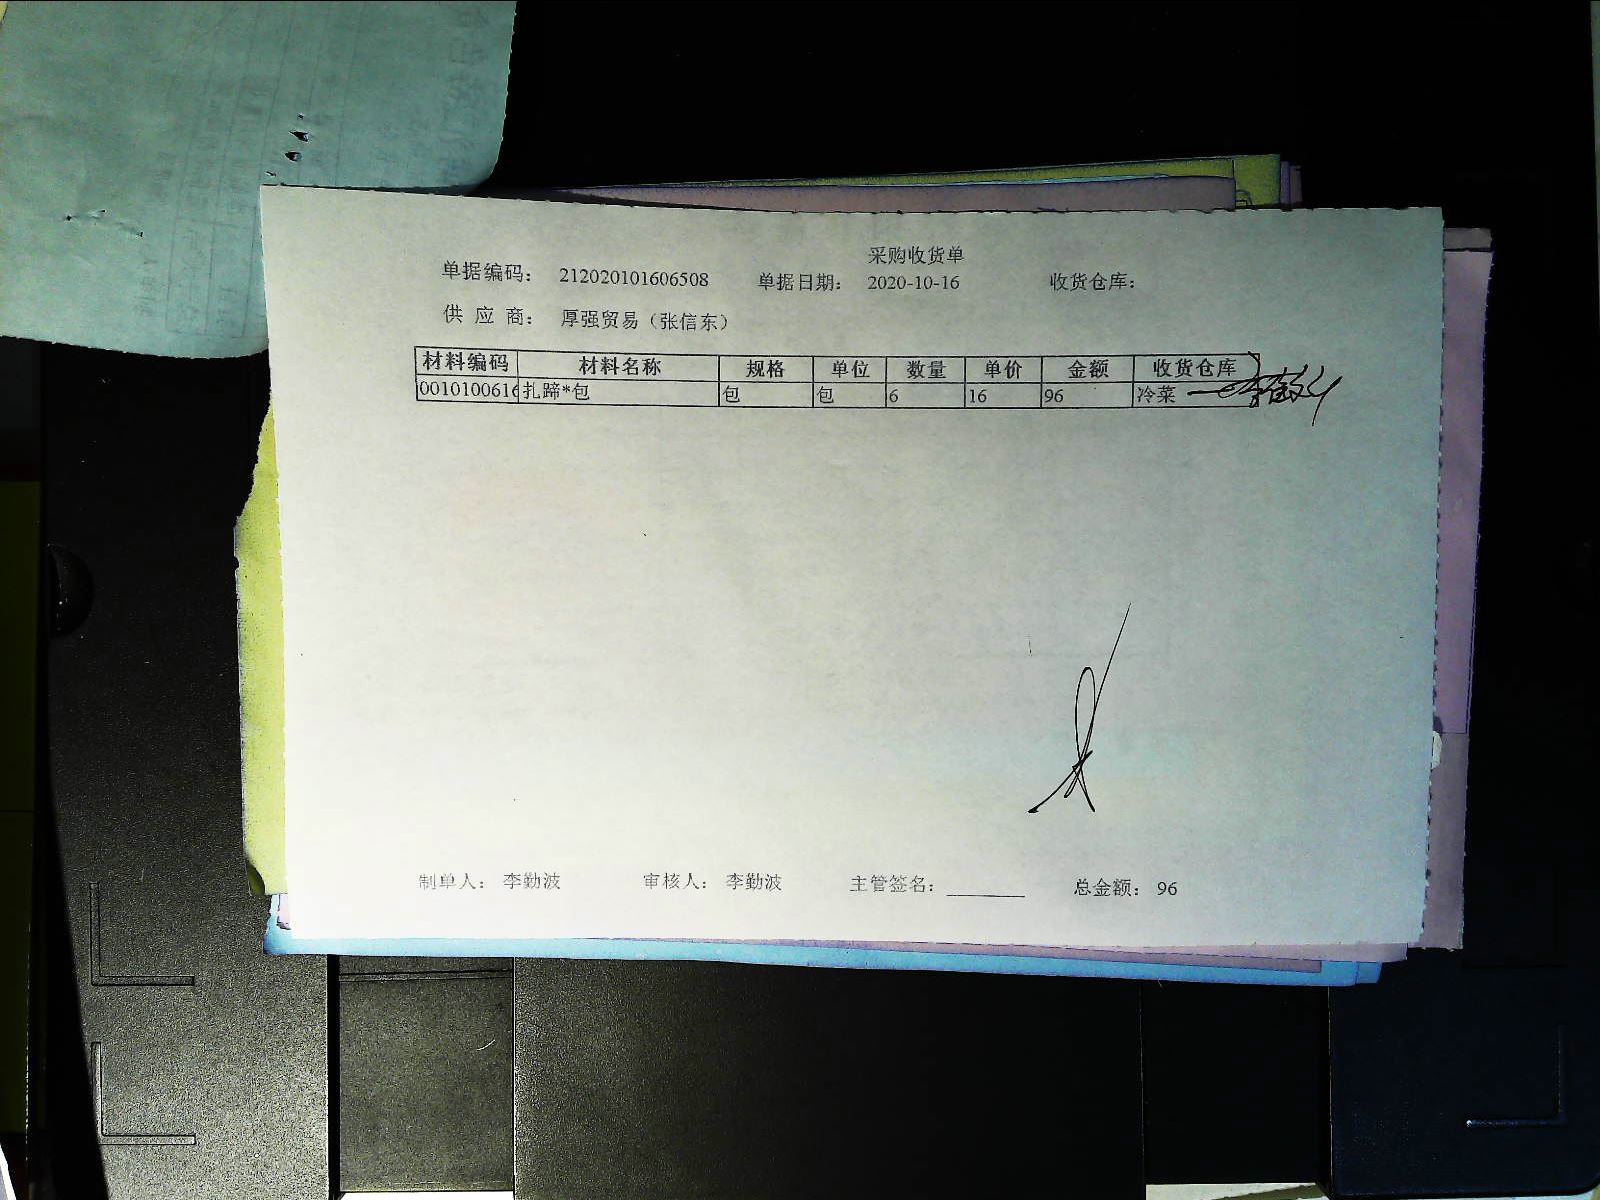 采购收货单
单据编码: 212020101606508 单据日期: 2020-10-16 收货仓库:
供 应 商: 厚强贸易（张信东）
材料编码 材料名称 规格 单位 数量 单价 金额 收货仓库
0010100616 扎蹄*包 包 包 6 16 96 冷菜
制单人: 李勤波 审核人: 李勤波 主管签名: ________ 总金额: 96